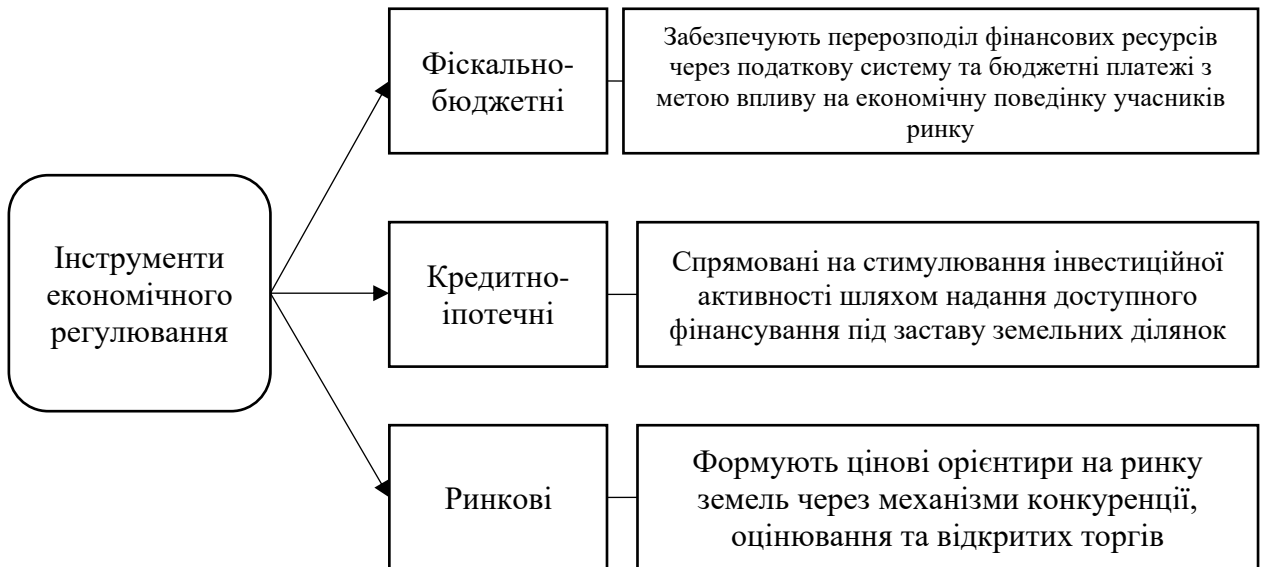 Інструменти
економічного
регулювання
Фіскально-
бюджетні
Забезпечують перерозподіл фінансових ресурсів
через податкову систему та бюджетні платежі з
метою впливу на економічну поведінку учасників
ринку
Кредитно-
іпотечні
Спрямовані на стимулювання інвестиційної
активності шляхом надання доступного
фінансування під заставу земельних ділянок
Ринкові
Формують цінові орієнтири на ринку
земель через механізми конкуренції,
оцінювання та відкритих торгів